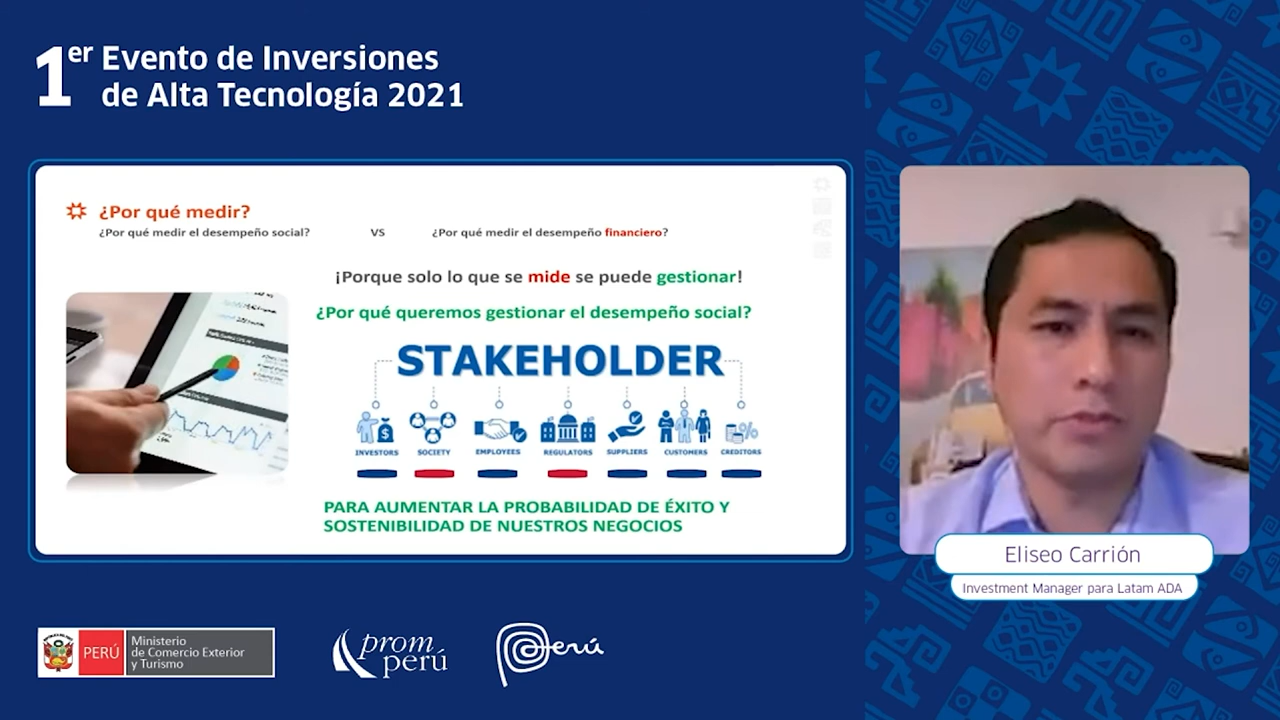 1er Evento de Inversiones
de Alta Tecnología 2021
¿Por qué medir?
¿Por qué medir el desempeño social? VS ¿Por qué medir el desempeño financiero?
¡Porque solo lo que se mide se puede gestionar!
¿Por qué queremos gestionar el desempeño social?
STAKEHOLDER
INVESTORS SOCIETY EMPLOYEES REGULATORS SUPPLIERS CUSTOMERS CREDITORS
PARA AUMENTAR LA PROBABILIDAD DE ÉXITO Y
SOSTENIBILIDAD DE NUESTROS NEGOCIOS
Eliseo Carrión
Investment Manager para Latam ADA
PERÚ
Ministerio
de Comercio Exterior
y Turismo
prom
perú
Perú